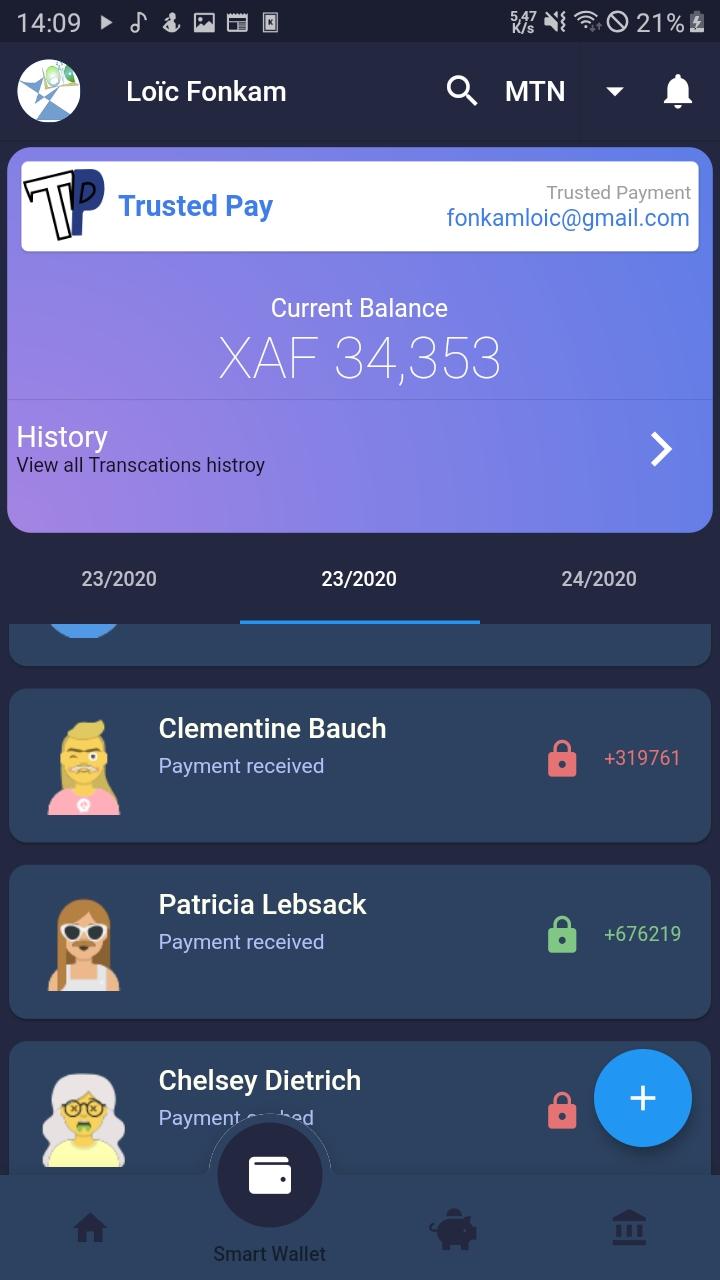 14:09
5,47
K/s
21%
Loïc Fonkam
MTN
TP
Trusted Pay
Trusted Payment
fonkamloic@gmail.com
Current Balance
XAF 34,353
History
View all Transcations histroy
23/2020 23/2020 24/2020
Clementine Bauch
Payment received
+319761
Patricia Lebsack
Payment received
+676219
Chelsey Dietrich
Payment
Smart Wallet